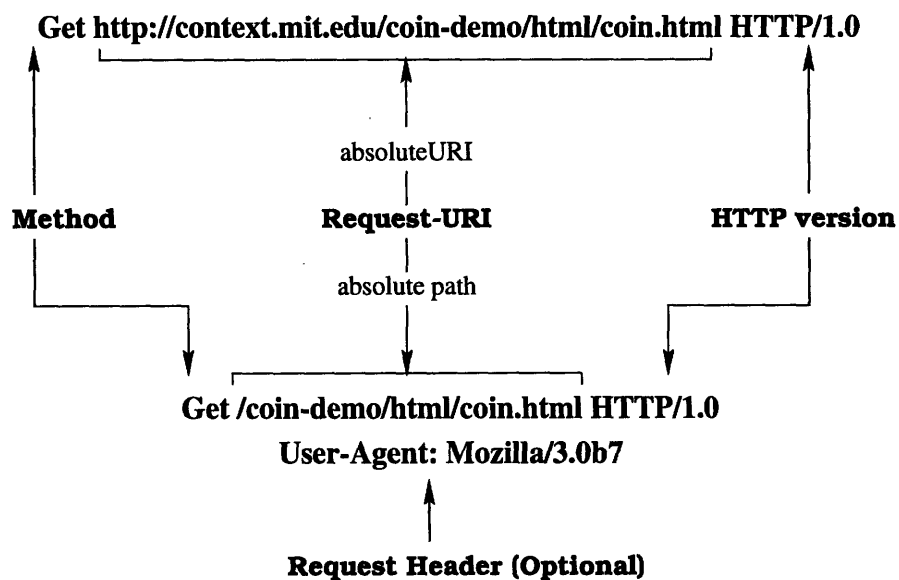 Get http://context.mit.edu/coin-demo/html/coin.html HTTP/1.0
absoluteURI
Method Request-URI HTTP version
absolute path
Get /coin-demo/html/coin.html HTTP/1.0
User-Agent: Mozilla/3.0b7
Request Header (Optional)